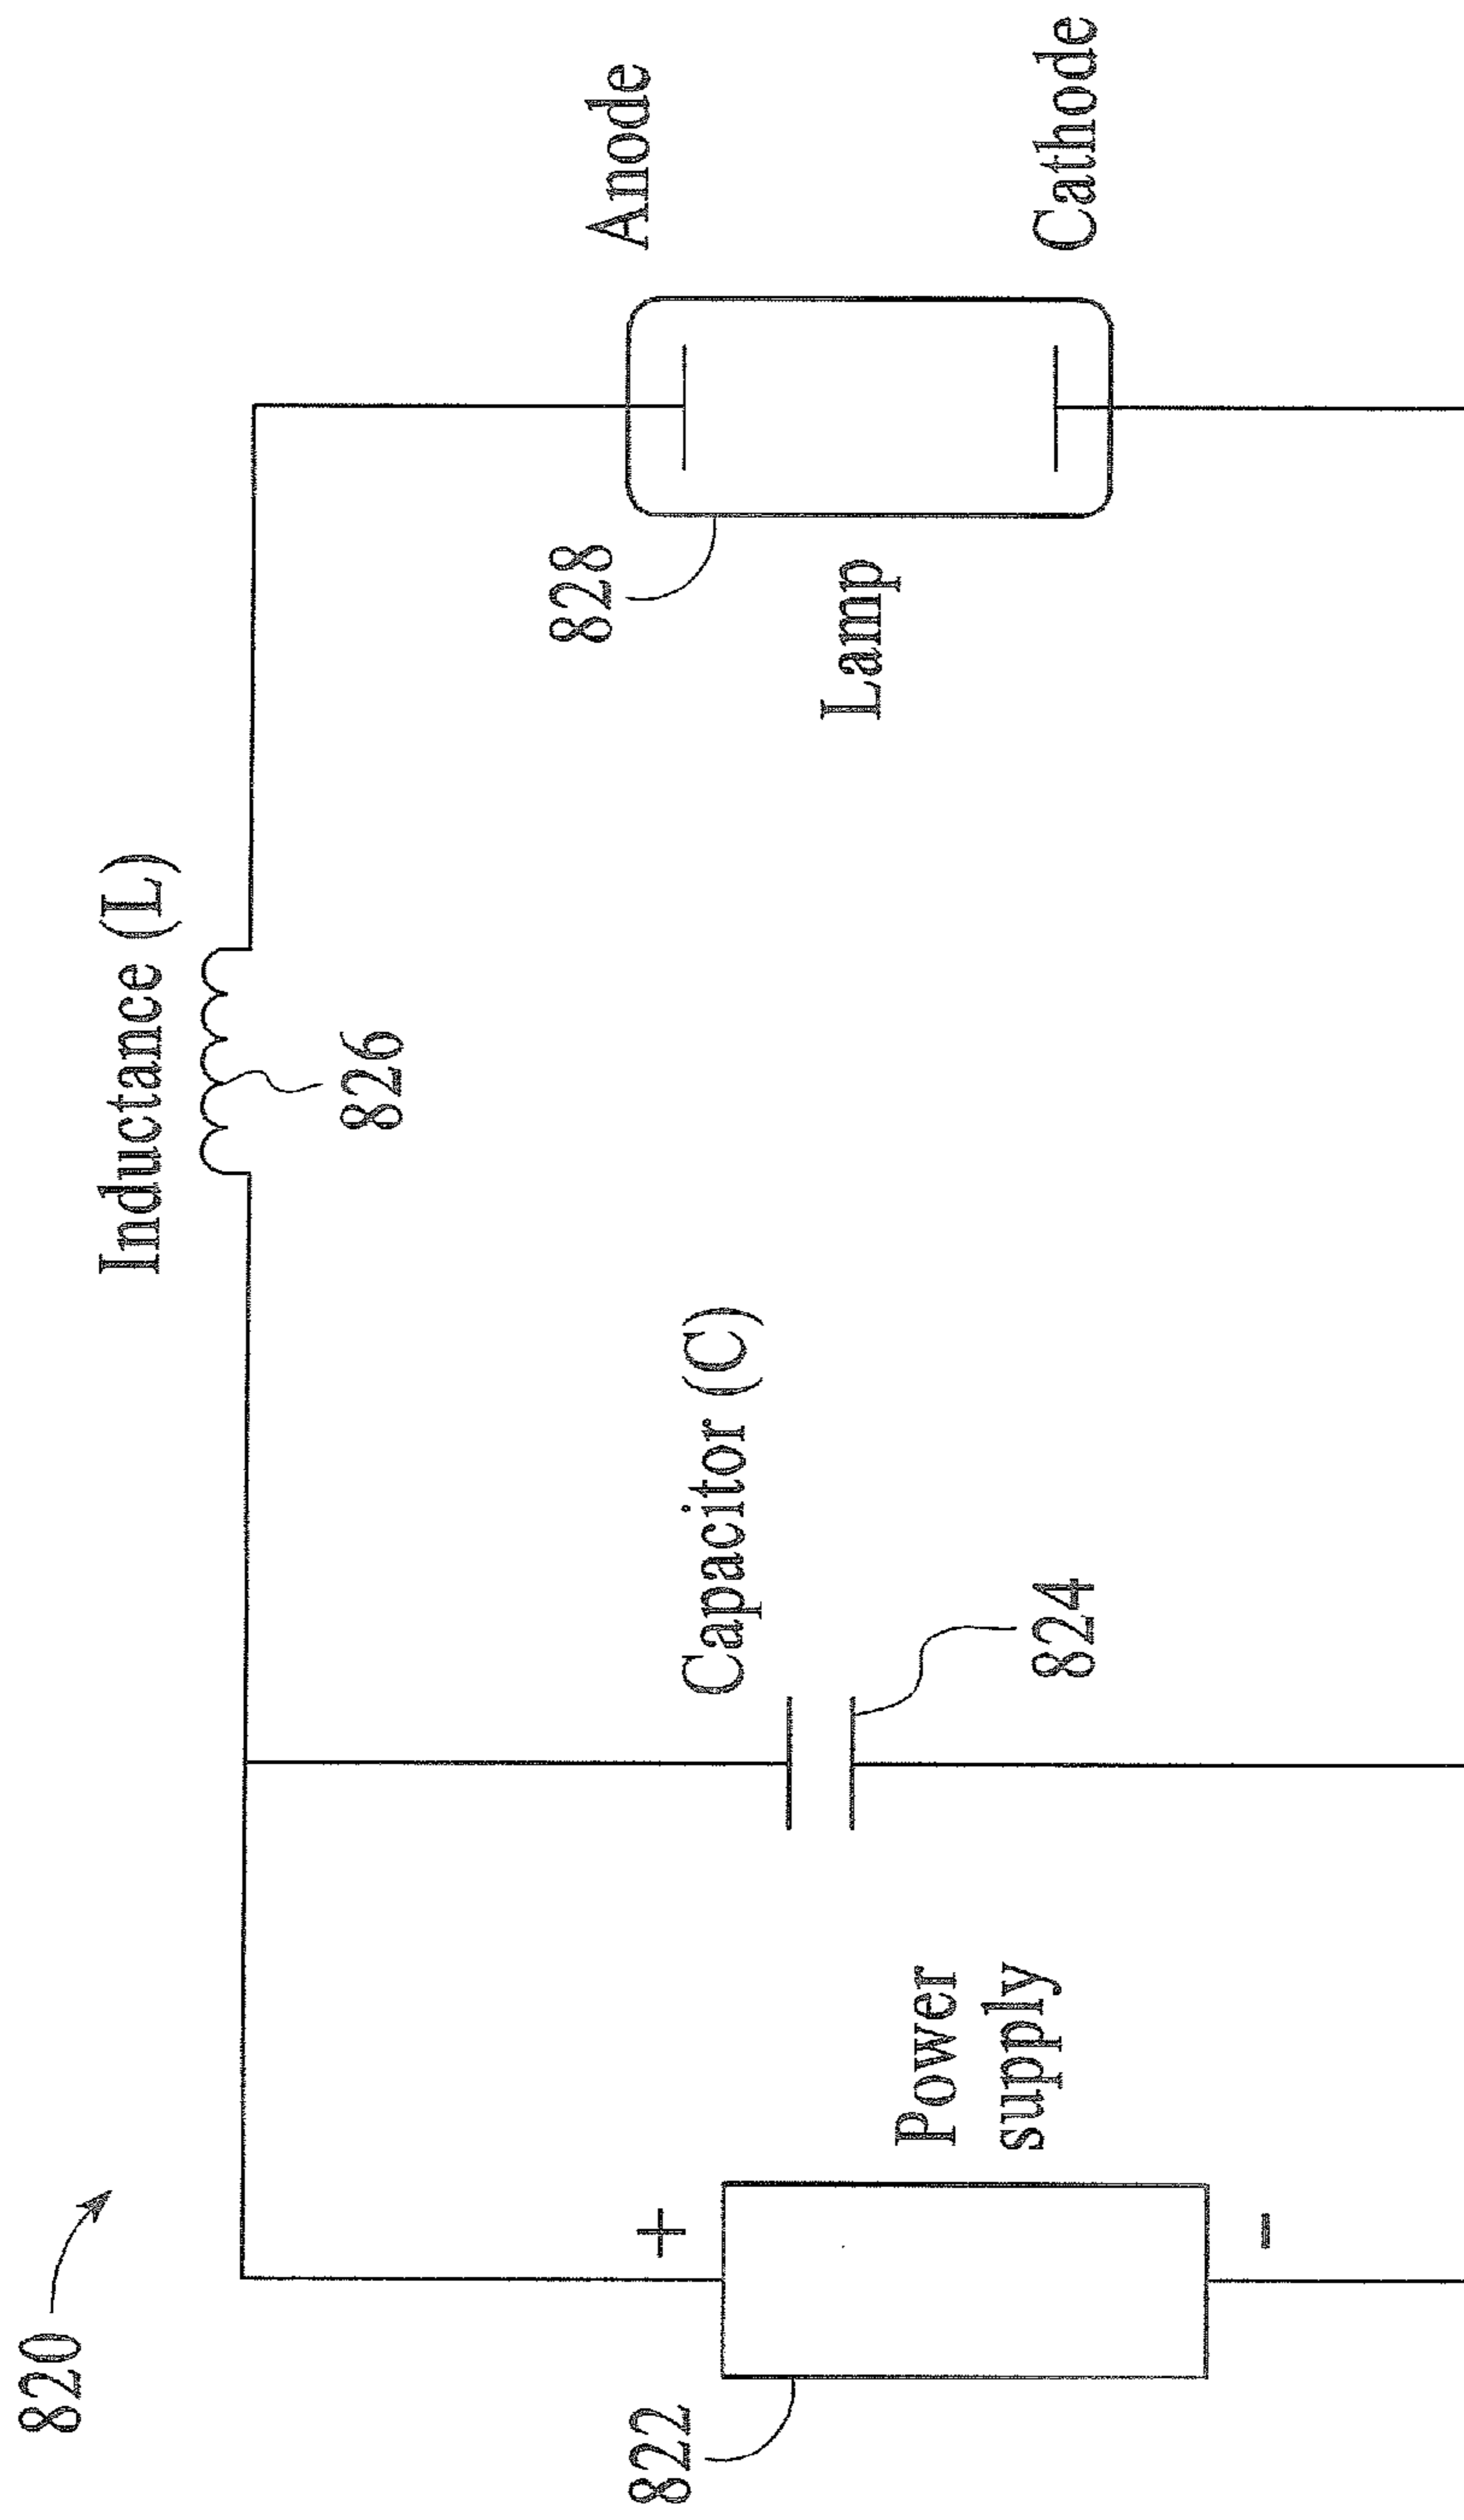 820
Inductance (L)
826
822
+
Power
supply
-
Capacitor (C)
824
828
Lamp
Anode
Cathode